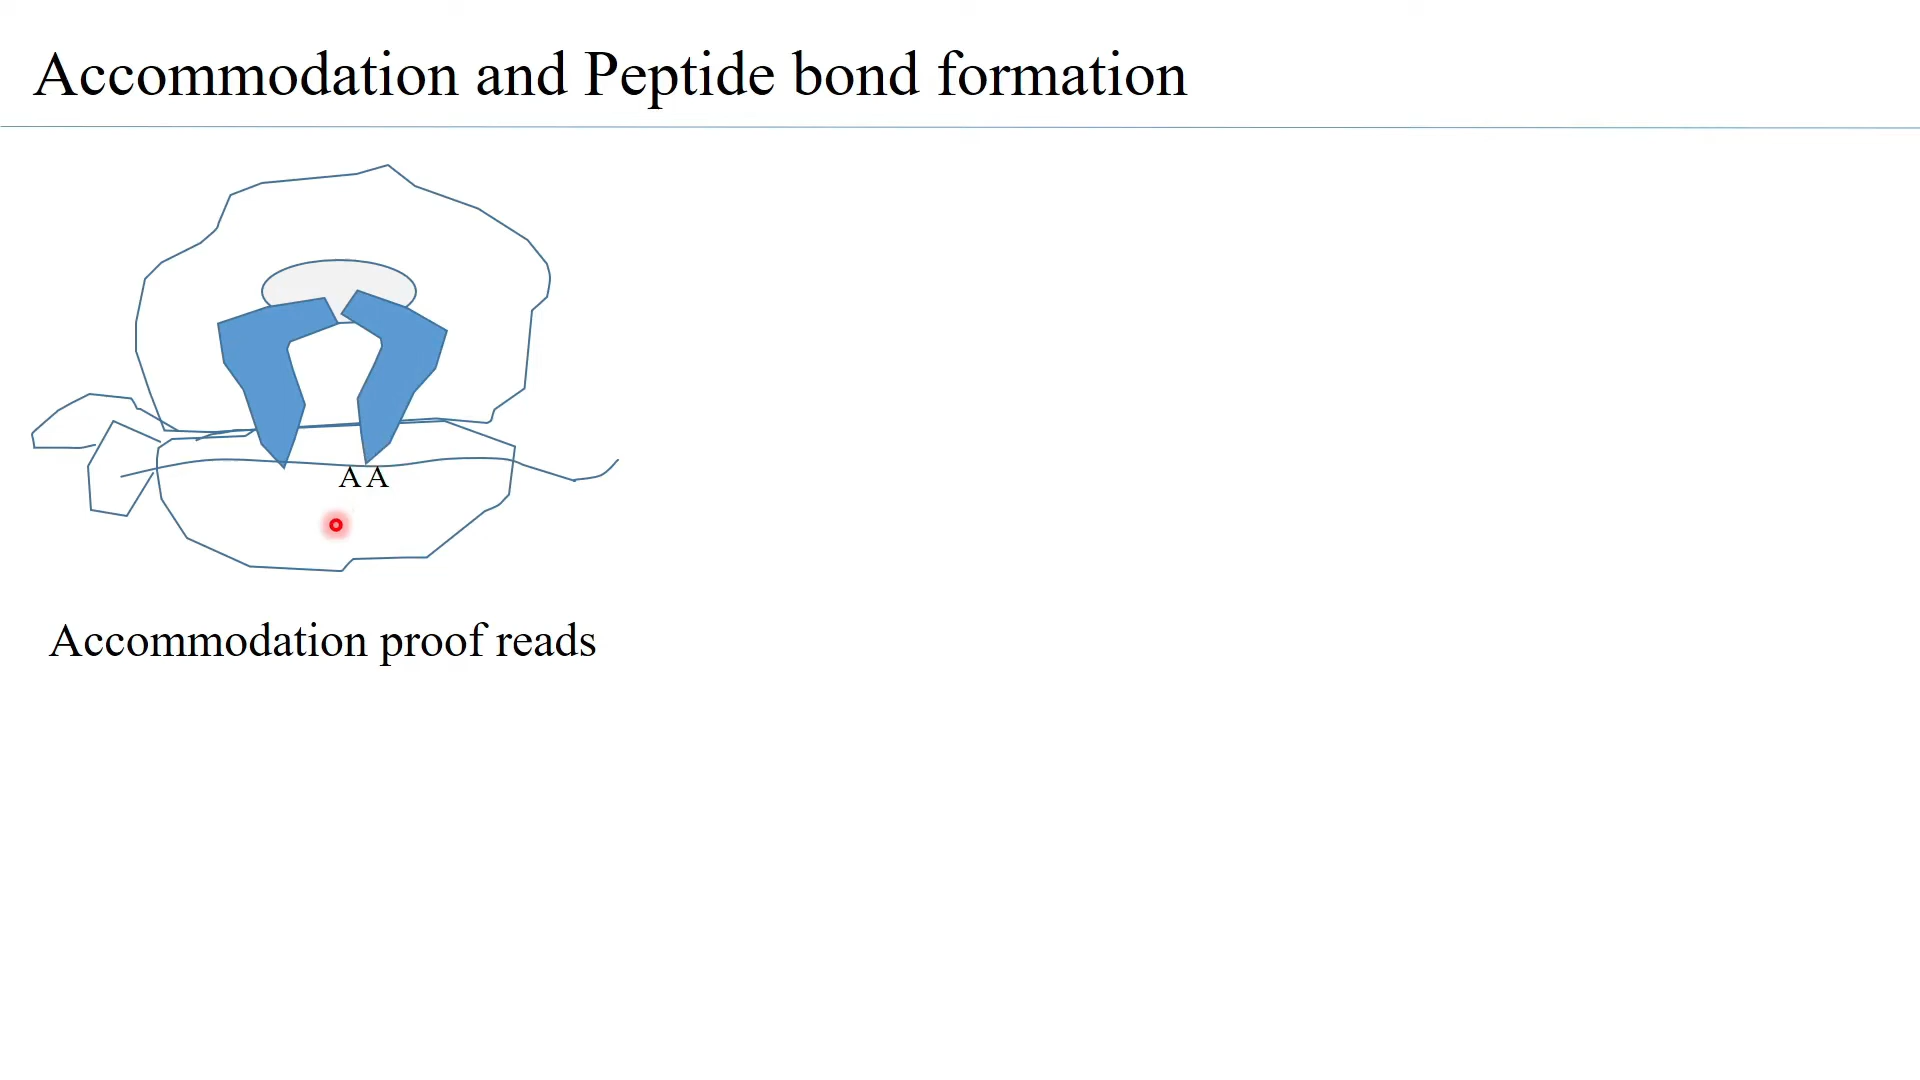 Accommodation and Peptide bond formation
A A
Accommodation proof reads